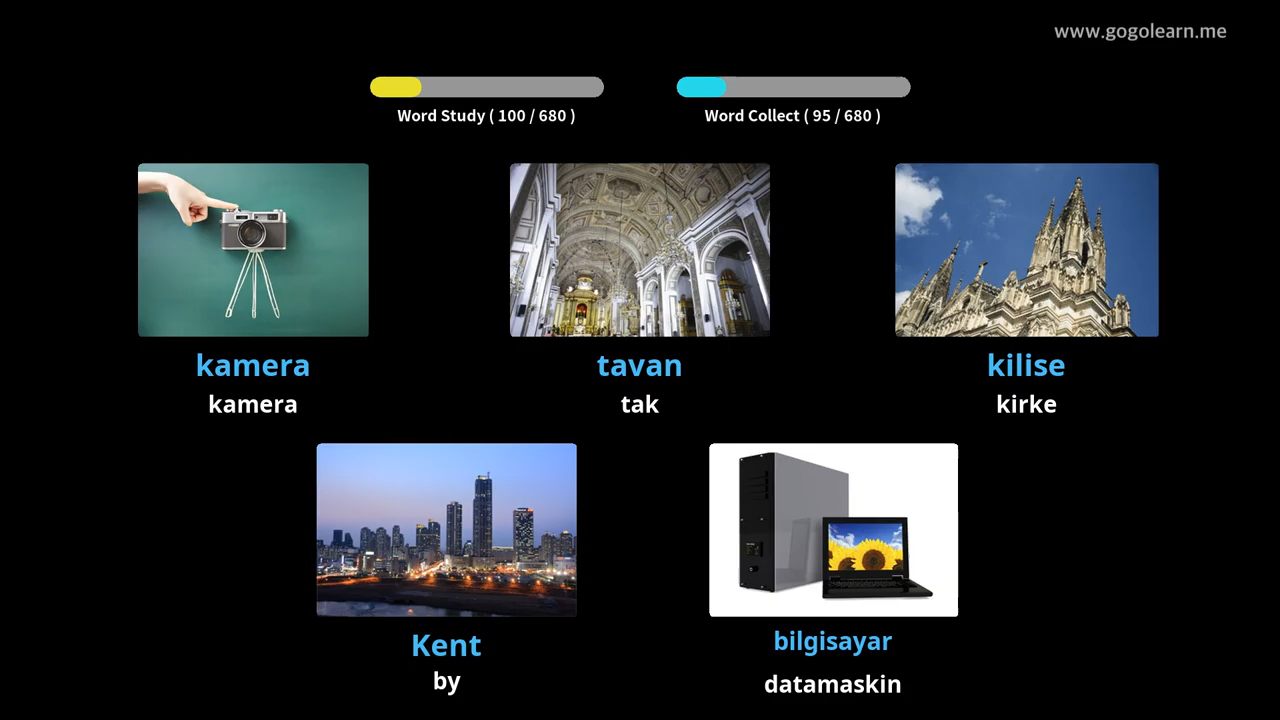 www.gogolearn.me
Word Study ( 100 / 680 )
Word Collect ( 95 / 680 )
kamera
kamera
tavan
tak
kilise
kirke
Kent
by
bilgisayar
datamaskin